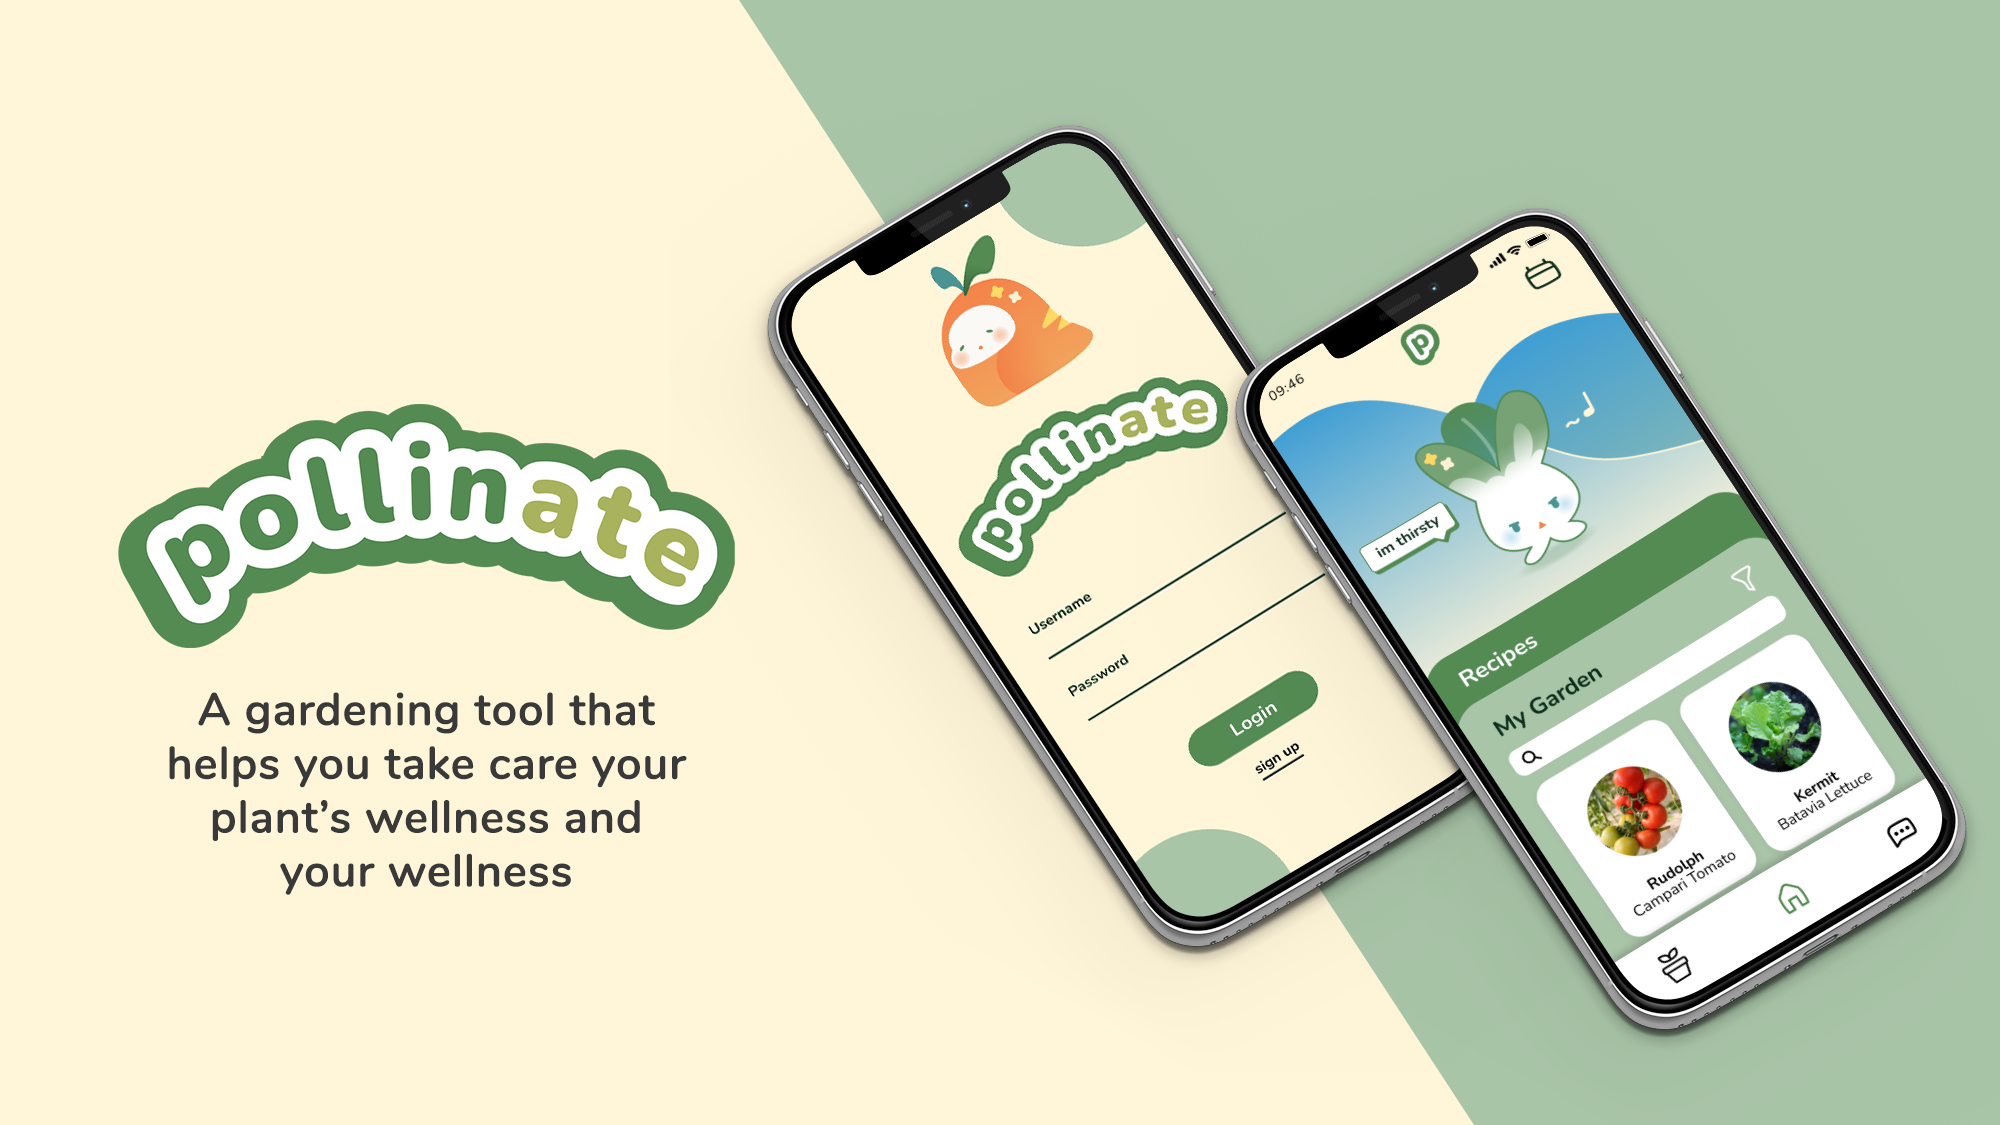 pollinate
A gardening tool that
helps you take care your
plant’s wellness and
your wellness
pollinate
Username
Password
Login
sign up
09:46
p
im thirsty
Recipes
My Garden
Rudolph
Campari Tomato
Kermit
Batavia Lettuce